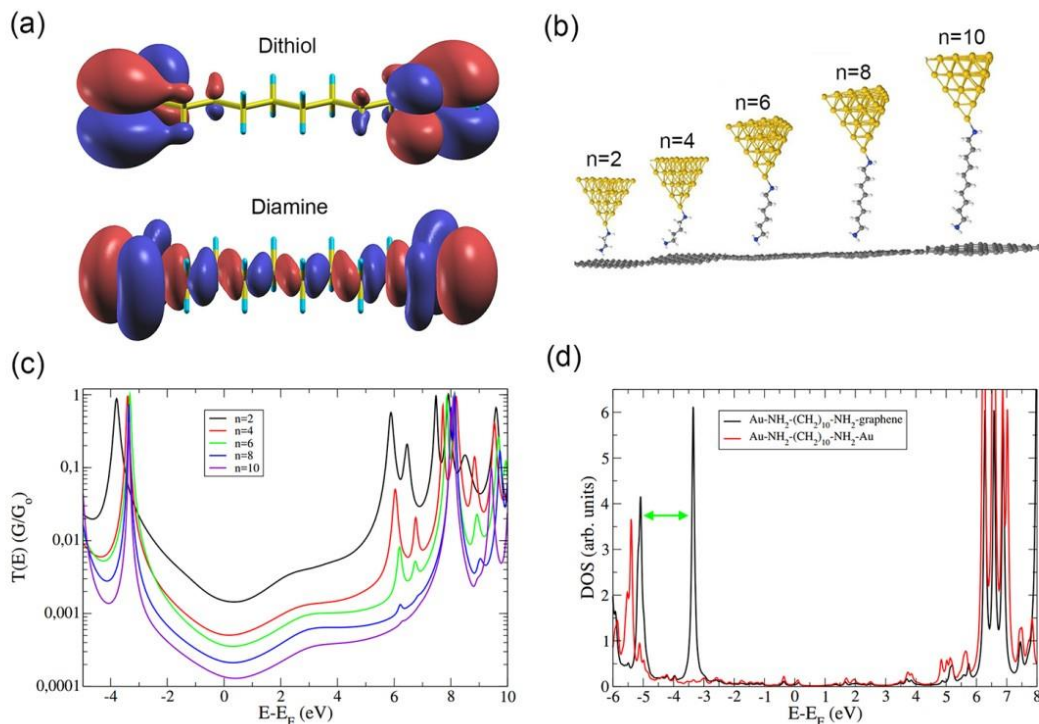 (a)
Dithiol
Diamine
(b)
n=2
n=4
n=6
n=8
n=10
(c)
T(E) (G/Gₒ)
1
0,1
0,01
0,001
0,0001
n=2
n=4
n=6
n=8
n=10
-4 -2 0 2 4 6 8 10
E-E_F (eV)
(d)
DOS (arb. units)
6
5
4
3
2
1
0
Au-NH₂-(CH₂)₁₀-NH₂-graphene
Au-NH₂-(CH₂)₁₀-NH₂-Au
-6 -5 -4 -3 -2 -1 0 1 2 3 4 5 6 7 8
E-E_F (eV)